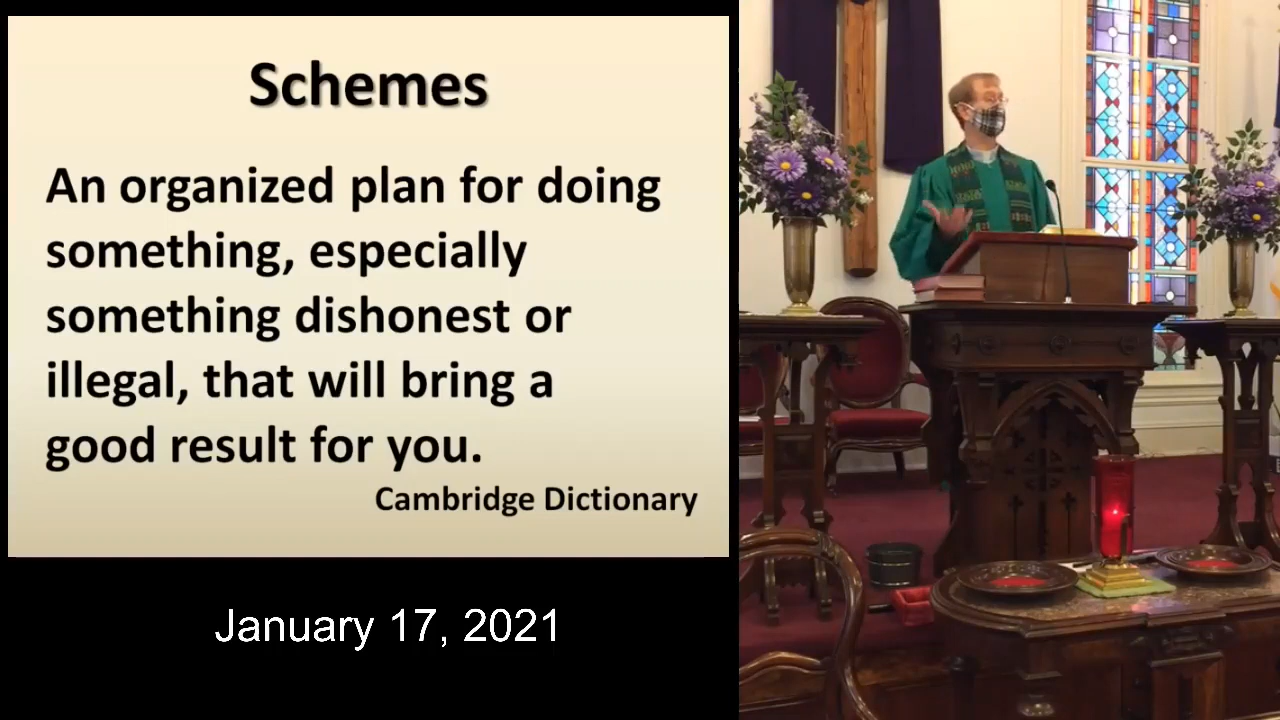 Schemes
An organized plan for doing
something, especially
something dishonest or
illegal, that will bring a
good result for you.
Cambridge Dictionary
January 17, 2021